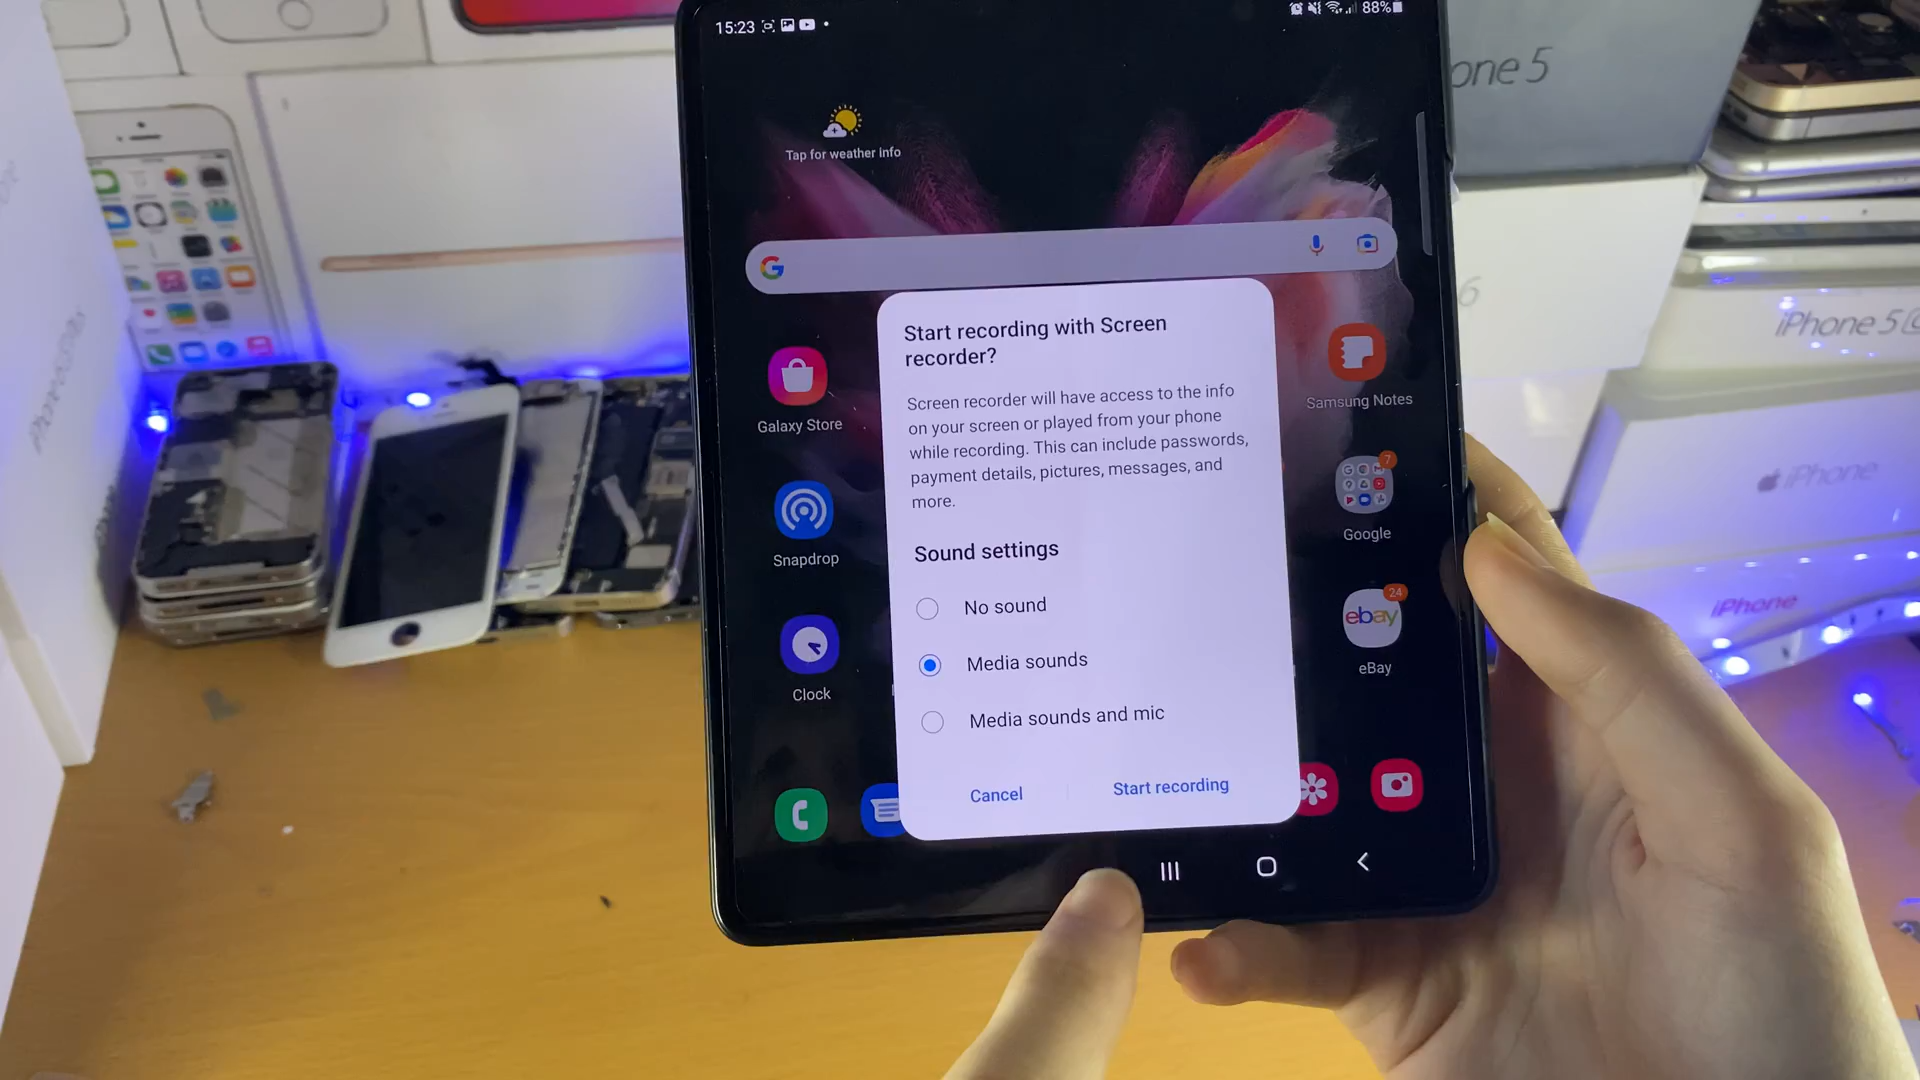 15:23
88%
one 5
Tap for weather info
G
Start recording with Screen
recorder?
Screen recorder will have access to the info
on your screen or played from your phone
while recording. This can include passwords,
payment details, pictures, messages, and
more.
Sound settings
No sound
Media sounds
Media sounds and mic
Cancel
Start recording
Galaxy Store
Snapdrop
Clock
Samsung Notes
7
Google
24
ebay
eBay
6
iPhone 5
iPhone
iPhone